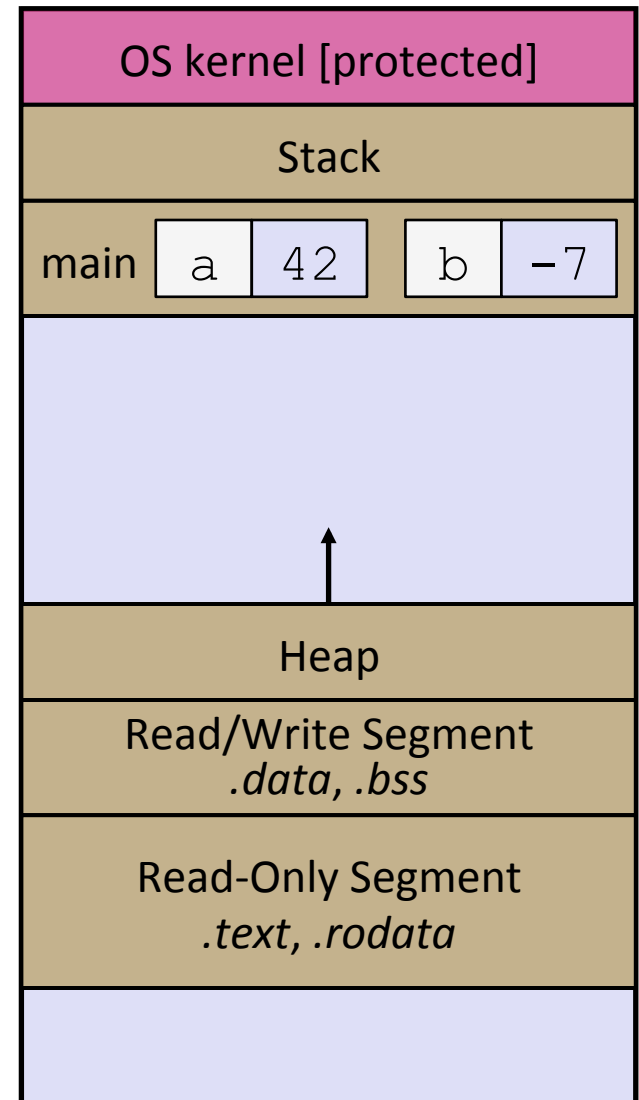 OS kernel [protected]
Stack
main a 42 b -7
Heap
Read/Write Segment
.data, .bss
Read-Only Segment
.text, .rodata